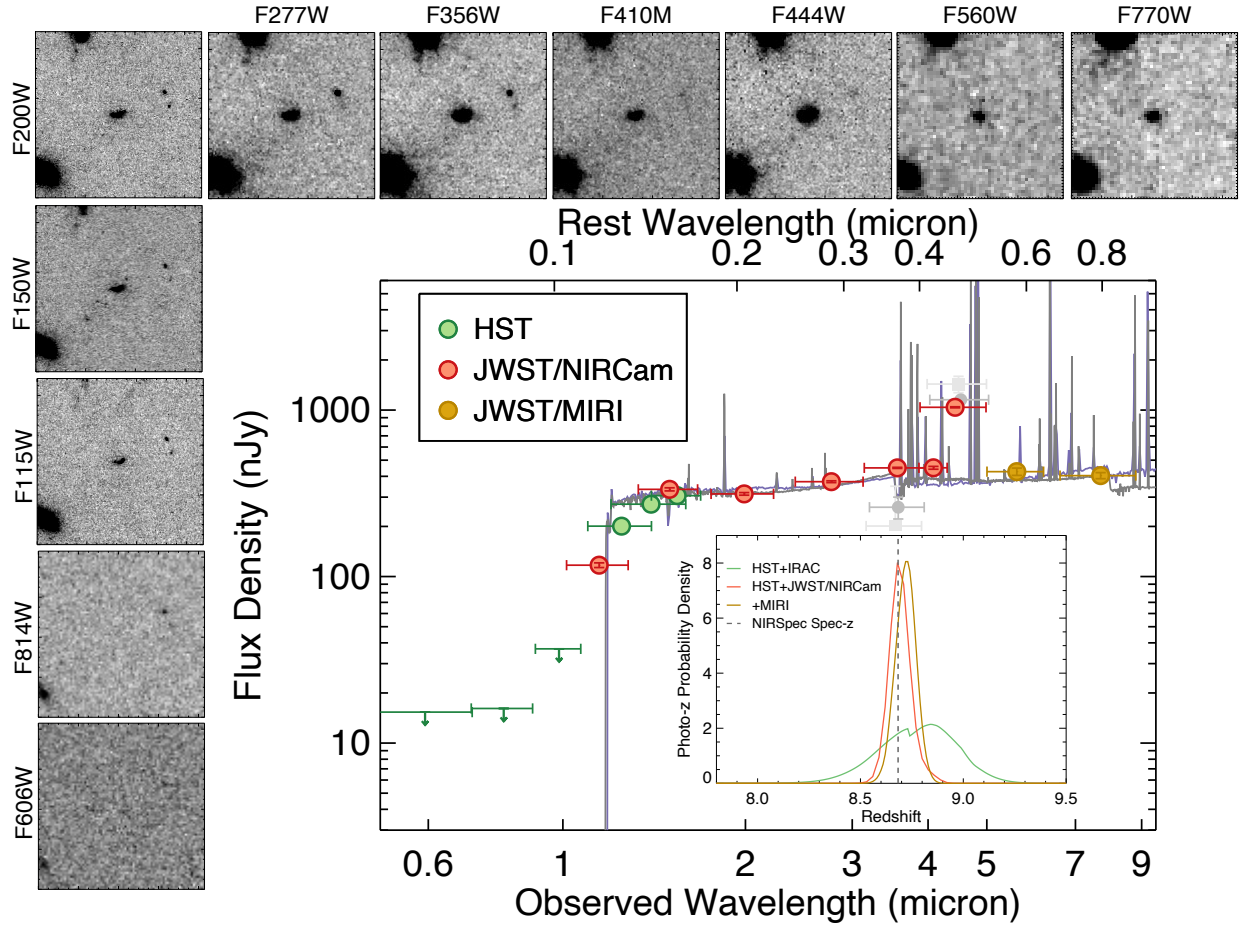 F277W F356W F410M F444W F560W F770W
F200W
F150W
F115W
F814W
F606W
Rest Wavelength (micron)
0.1 0.2 0.3 0.4 0.6 0.8
HST
JWST/NIRCam
JWST/MIRI
Flux Density (nJy)
1000
100
10
HST+IRAC
HST+JWST/NIRCam
+MIRI
NIRSpec Spec-z
Photo-z Probability Density
8
6
4
2
0
8.0 8.5 9.0 9.5
Redshift
0.6 1 2 3 4 5 7 9
Observed Wavelength (micron)